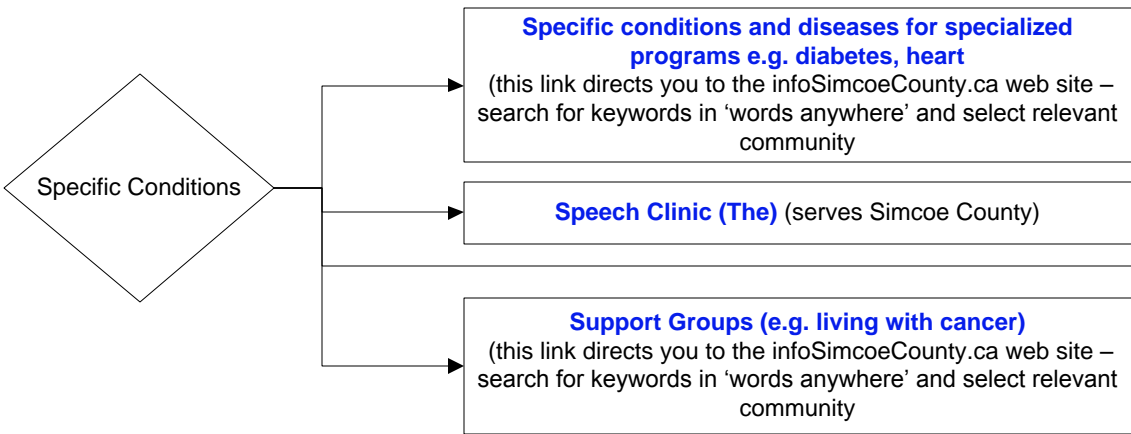 Specific conditions and diseases for specialized
programs e.g. diabetes, heart
(this link directs you to the infoSimcoeCounty.ca web site –
search for keywords in ‘words anywhere’ and select relevant
community
Specific Conditions
Speech Clinic (The) (serves Simcoe County)
Support Groups (e.g. living with cancer)
(this link directs you to the infoSimcoeCounty.ca web site –
search for keywords in ‘words anywhere’ and select relevant
community